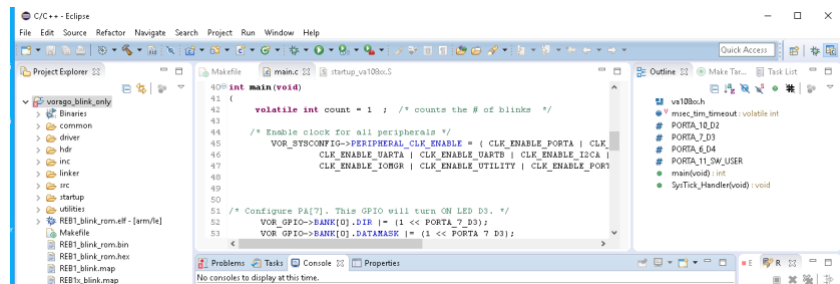 C/C++ - Eclipse
File Edit Source Refactor Navigate Search Project Run Window Help
Quick Access
Project Explorer
vorago_blink_only
Binaries
common
driver
hdr
inc
linker
src
startup
utilities
REB1_blink_rom.elf - [arm/le]
Makefile
REB1_blink_rom.bin
REB1_blink_rom.hex
REB1_blink.map
REB1x_blink.map
Makefile main.c startup_va108x.S
40 int main(void)
41 {
42 volatile int count = 1 ; /* counts the # of blinks */
43
44 /* Enable clock for all peripherals */
45 VOR_SYSCONFIG->PERIPHERAL_CLK_ENABLE = ( CLK_ENABLE_PORTA | CLK_
46 CLK_ENABLE_UARTA | CLK_ENABLE_UARTB | CLK_ENABLE_I2CA |
47 CLK_ENABLE_IOMGR | CLK_ENABLE_UTILITY | CLK_ENABLE_PORT
48
49
50
51 /* Configure PA[7]. This GPIO will turn ON LED D3. */
52 VOR_GPIO->BANK[0].DIR |= (1 << PORTA_7_D3);
53 VOR_GPIO->BANK[0].DATAMASK |= (1 << PORTA_7_D3);
Problems Tasks Console Properties
No consoles to display at this time.
Outline Make Tar... Task List
va108x.h
msec_tim_timeout : volatile int
PORTA_10_D2
PORTA_7_D3
PORTA_6_D4
PORTA_11_SW_USER
main(void) : int
SysTick_Handler(void) : void
E R